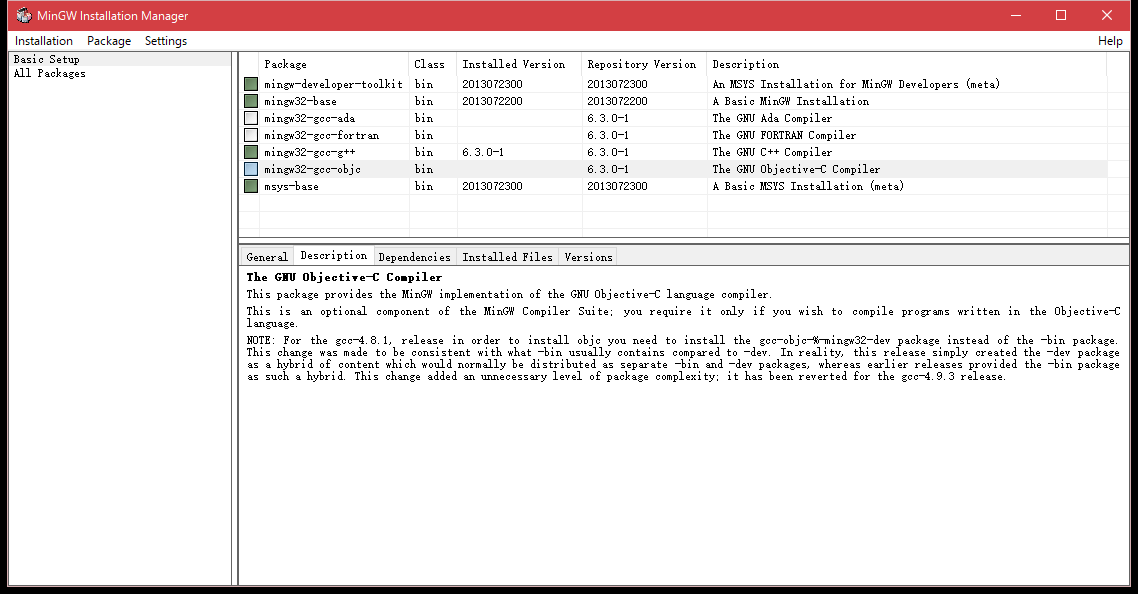 MinGW Installation Manager
Installation Package Settings Help
Basic Setup
All Packages
Package Class Installed Version Repository Version Description
mingw-developer-toolkit bin 2013072300 2013072300 An MSYS Installation for MinGW Developers (meta)
mingw32-base bin 2013072200 2013072200 A Basic MinGW Installation
mingw32-gcc-ada bin 6.3.0-1 The GNU Ada Compiler
mingw32-gcc-fortran bin 6.3.0-1 The GNU FORTRAN Compiler
mingw32-gcc-g++ bin 6.3.0-1 6.3.0-1 The GNU C++ Compiler
mingw32-gcc-objc bin 6.3.0-1 The GNU Objective-C Compiler
msys-base bin 2013072300 2013072300 A Basic MSYS Installation (meta)
General Description Dependencies Installed Files Versions
The GNU Objective-C Compiler
This package provides the MinGW implementation of the GNU Objective-C language compiler.
This is an optional component of the MinGW Compiler Suite; you require it only if you wish to compile programs written in the Objective-C
language.
NOTE: For the gcc-4.8.1, release in order to install objc you need to install the gcc-objc-%-mingw32-dev package instead of the -bin package.
This change was made to be consistent with what -bin usually contains compared to -dev. In reality, this release simply created the -dev package
as a hybrid of content which would normally be distributed as separate -bin and -dev packages, whereas earlier releases provided the -bin package
as such a hybrid. This change added an unnecessary level of package complexity; it has been reverted for the gcc-4.9.3 release.